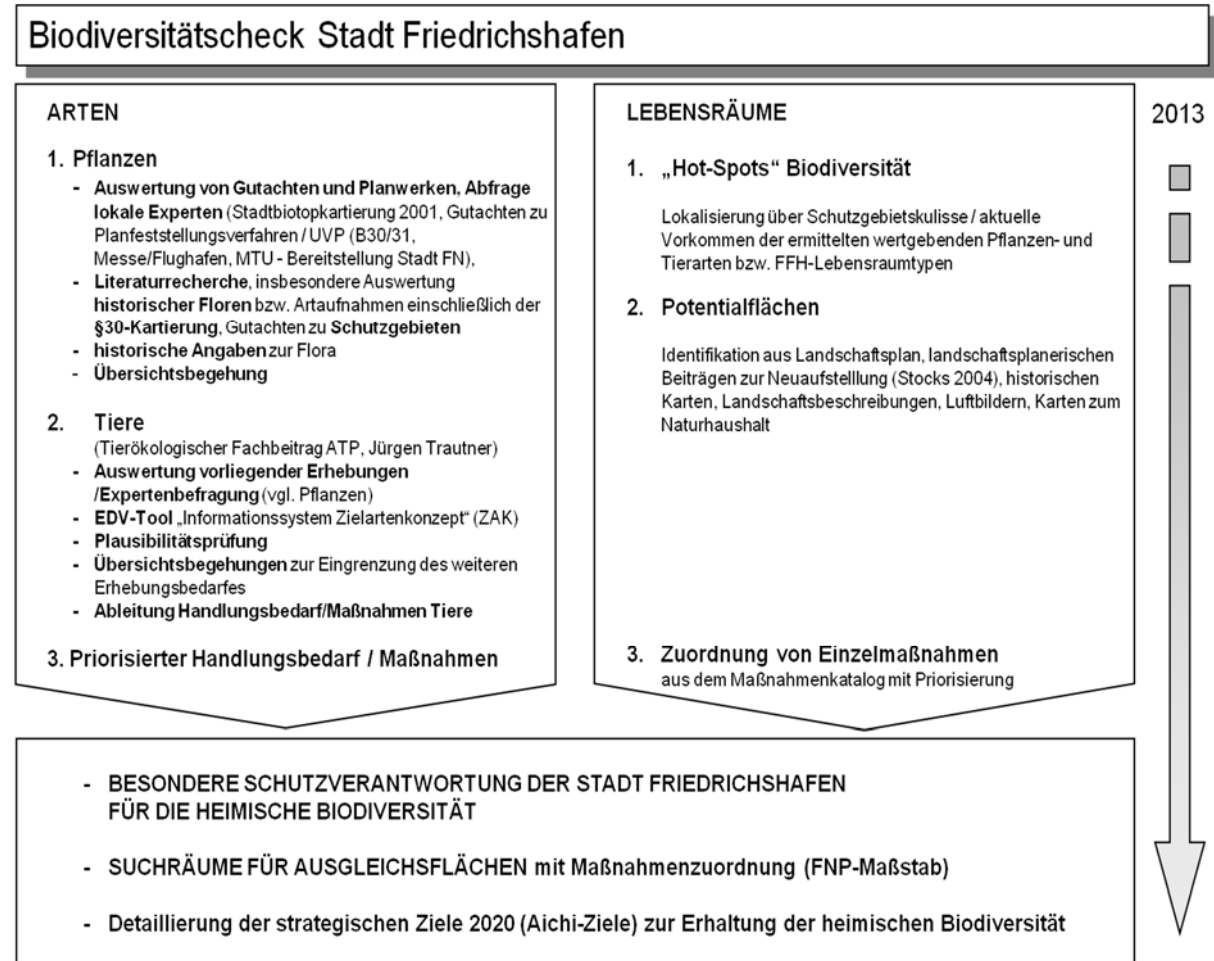 Biodiversitätscheck Stadt Friedrichshafen
ARTEN
1. Pflanzen
- Auswertung von Gutachten und Planwerken, Abfrage
lokale Experten (Stadtbiotopkartierung 2001, Gutachten zu
Planfeststellungsverfahren / UVP (B30/31,
Messe/Flughafen, MTU - Bereitstellung Stadt FN),
- Literaturrecherche, insbesondere Auswertung
historischer Floren bzw. Artaufnahmen einschließlich der
§30-Kartierung, Gutachten zu Schutzgebieten
- historische Angaben zur Flora
- Übersichtsbegehung
2. Tiere
(Tierökologischer Fachbeitrag ATP, Jürgen Trautner)
- Auswertung vorliegender Erhebungen
/Expertenbefragung (vgl. Pflanzen)
- EDV-Tool „Informationssystem Zielartenkonzept“ (ZAK)
- Plausibilitätsprüfung
- Übersichtsbegehungen zur Eingrenzung des weiteren
Erhebungsbedarfes
- Ableitung Handlungsbedarf/Maßnahmen Tiere
3. Priorisierter Handlungsbedarf / Maßnahmen
LEBENSRÄUME
1. „Hot-Spots“ Biodiversität
Lokalisierung über Schutzgebietskulisse / aktuelle
Vorkommen der ermittelten wertgebenden Pflanzen- und
Tierarten bzw. FFH-Lebensraumtypen
2. Potentialflächen
Identifikation aus Landschaftsplan, landschaftsplanerischen
Beiträgen zur Neuaufstelllung (Stocks 2004), historischen
Karten, Landschaftsbeschreibungen, Luftbildern, Karten zum
Naturhaushalt
3. Zuordnung von Einzelmaßnahmen
aus dem Maßnahmenkatalog mit Priorisierung
2013
- BESONDERE SCHUTZVERANTWORTUNG DER STADT FRIEDRICHSHAFEN
FÜR DIE HEIMISCHE BIODIVERSITÄT
- SUCHRÄUME FÜR AUSGLEICHSFLÄCHEN mit Maßnahmenzuordnung (FNP-Maßstab)
- Detaillierung der strategischen Ziele 2020 (Aichi-Ziele) zur Erhaltung der heimischen Biodiversität